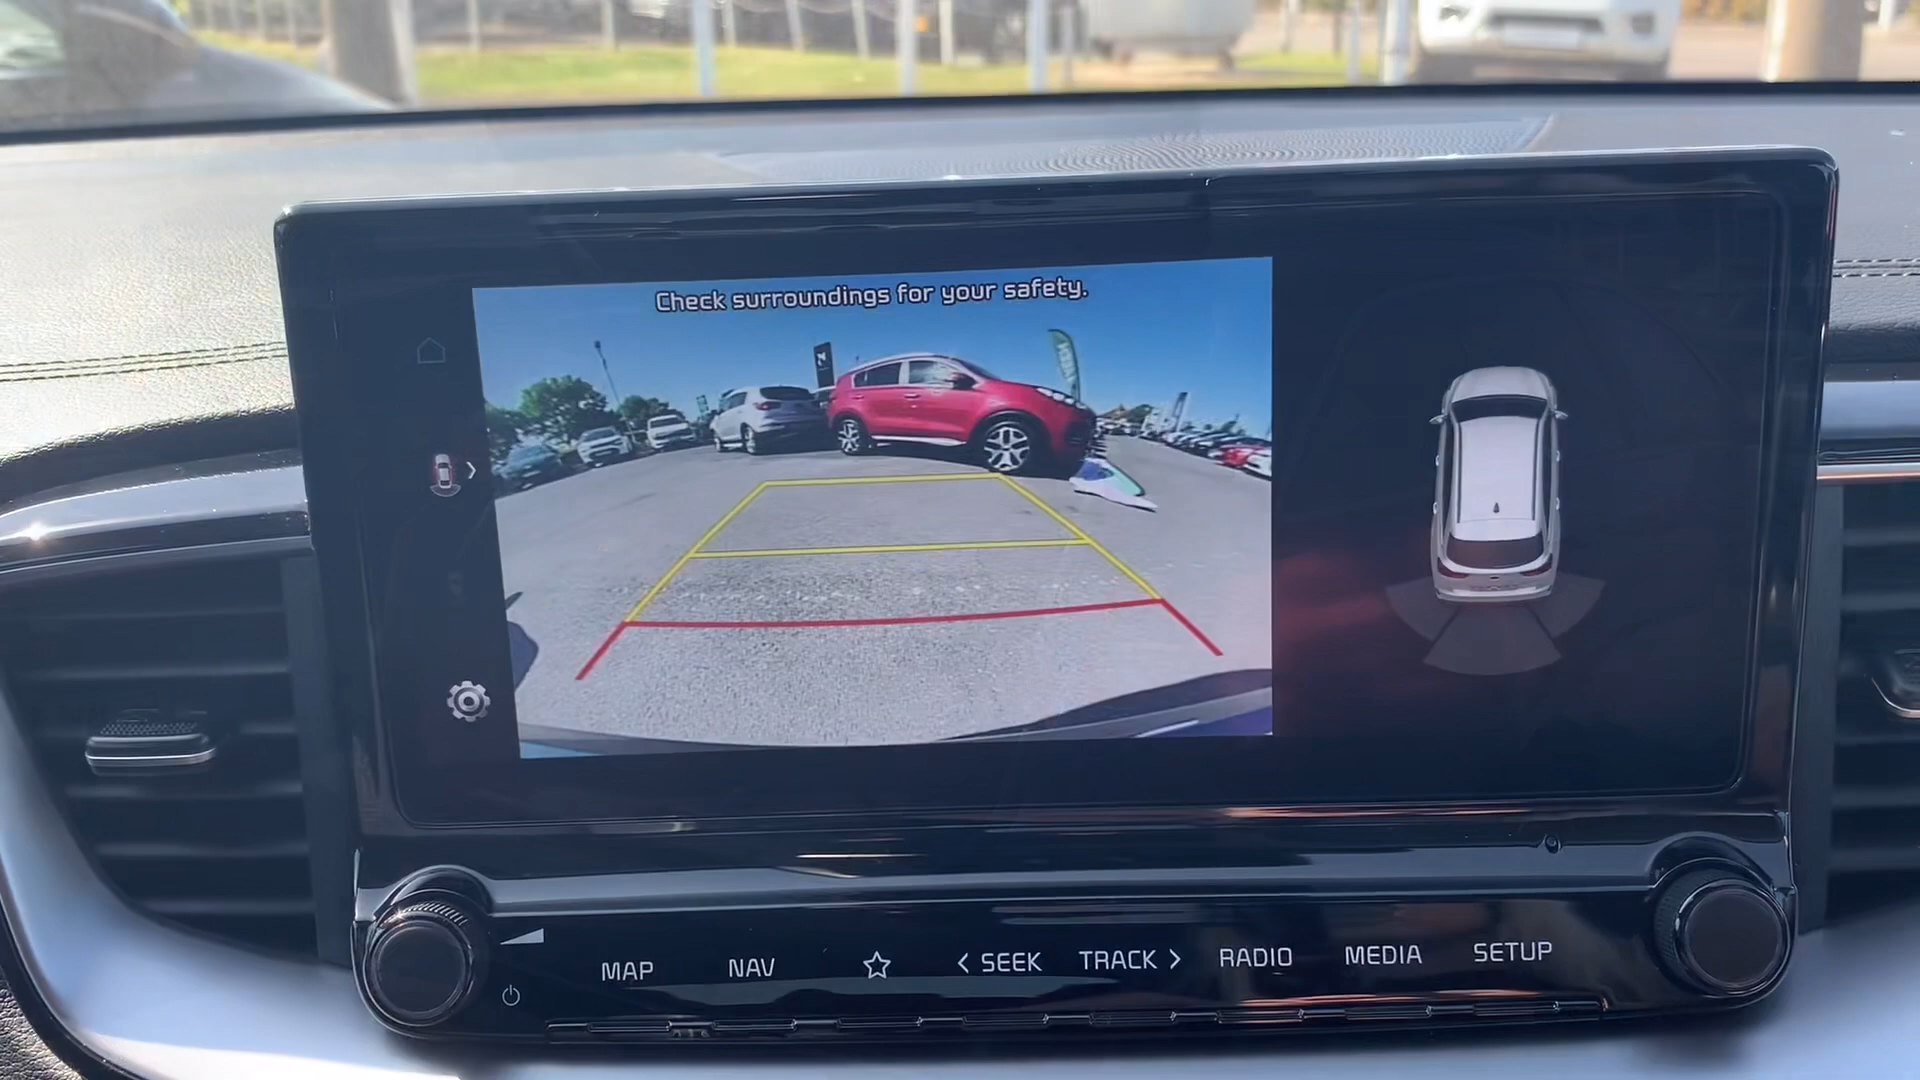 Check surroundings for your safety.
MAP
NAV
< SEEK
TRACK >
RADIO
MEDIA
SETUP